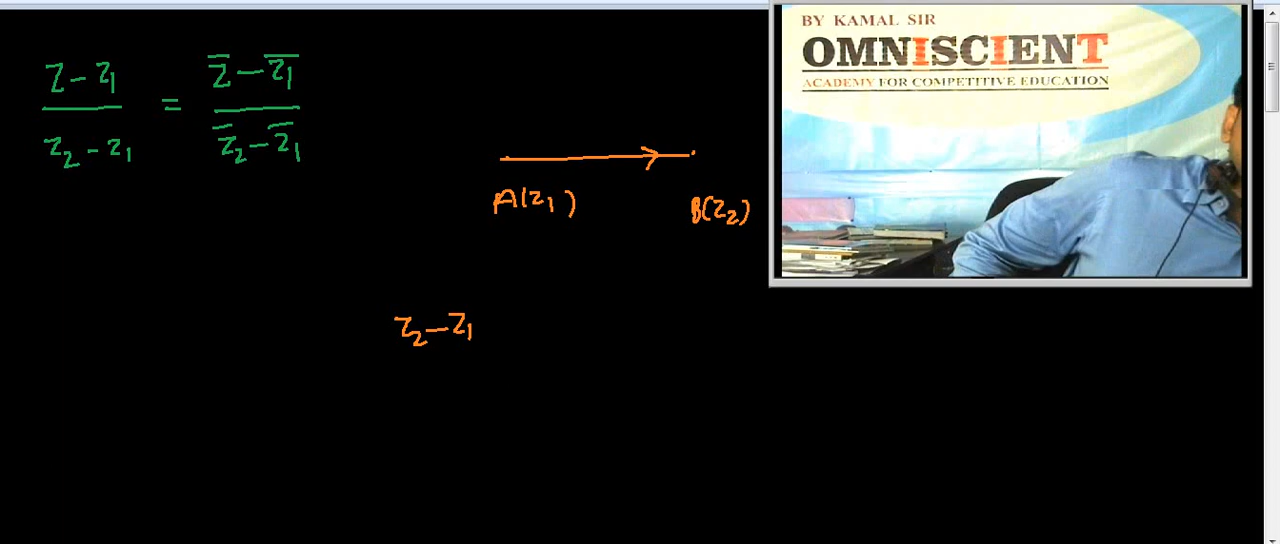 BY KAMAL SIR
OMNISCIENT
ACADEMY FOR COMPETITIVE EDUCATION
z - z₁ / z₂ - z₁ = z̅ - z̅₁ / z̅₂ - z̅₁
A(z₁) B(z₂)
z₂ - z₁